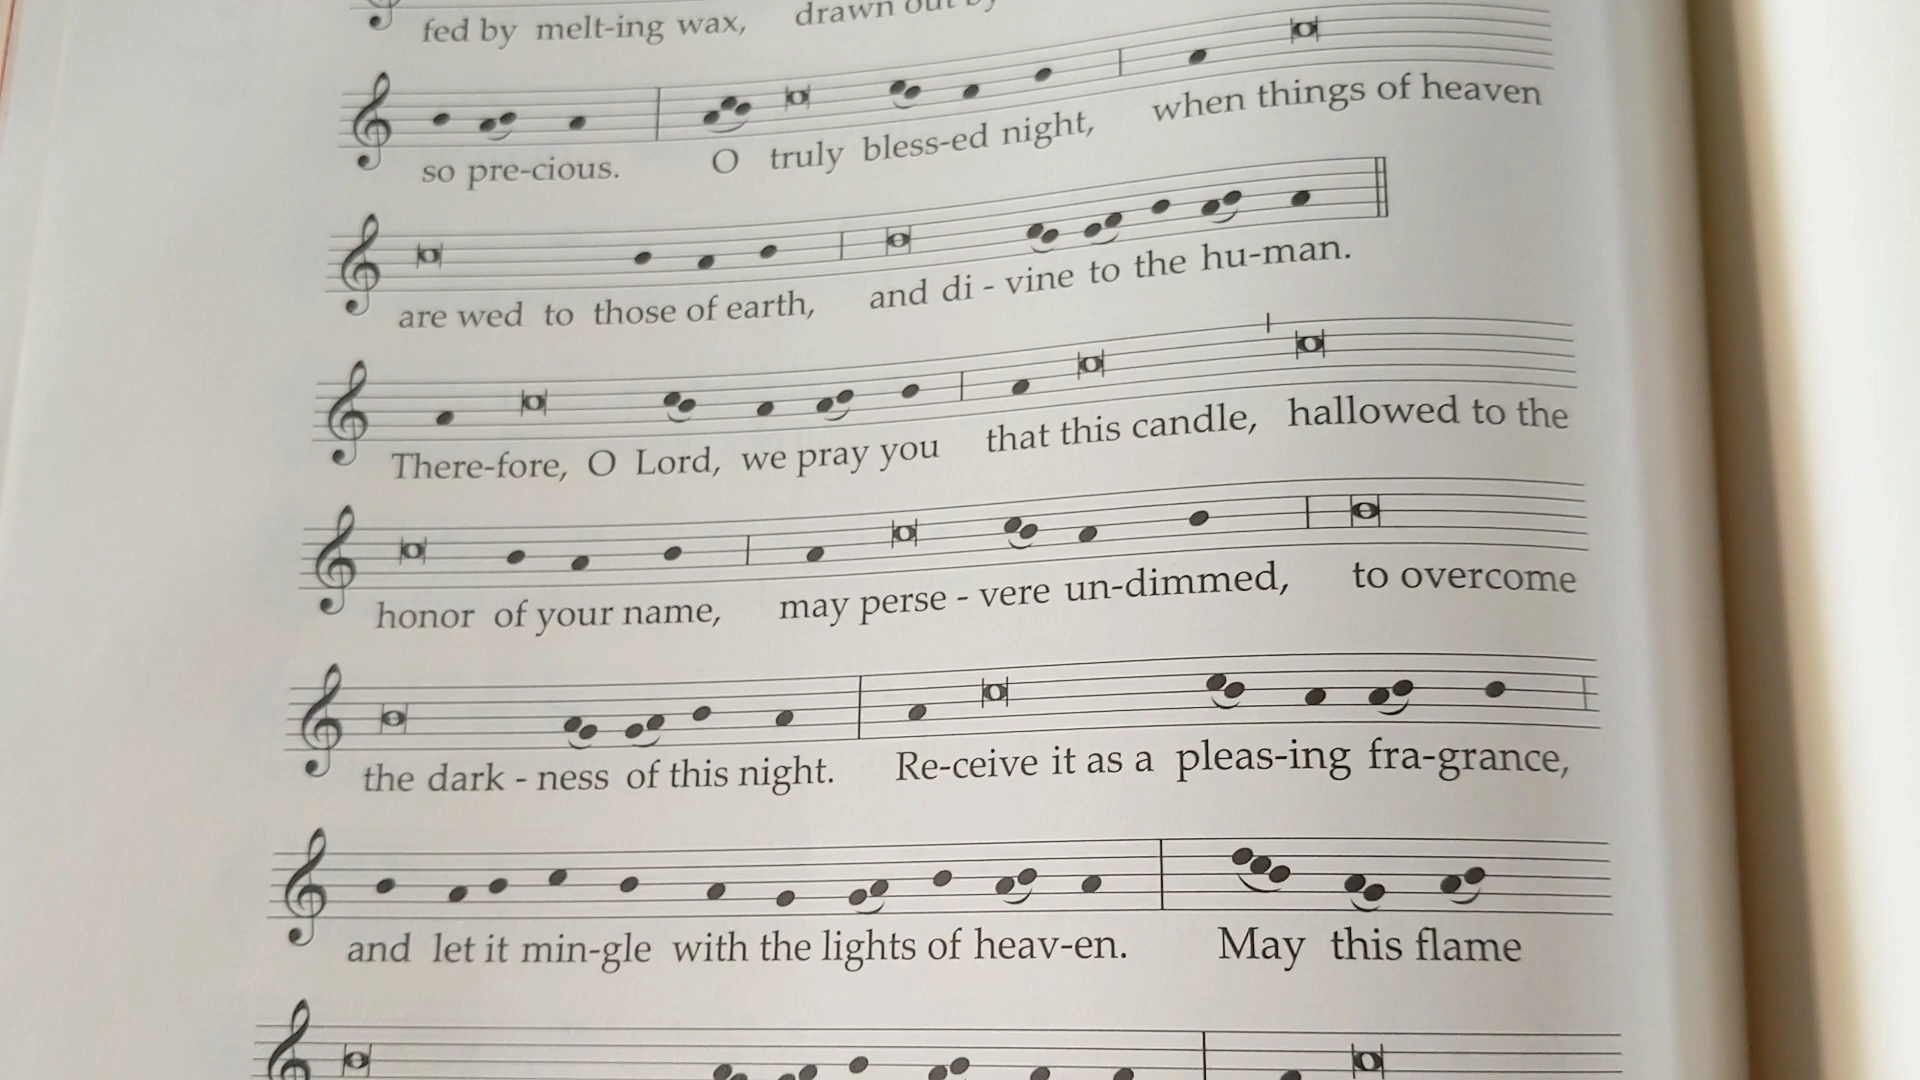 fed by melt-ing wax, drawn out by
so pre-cious. O truly bless-ed night, when things of heaven
are wed to those of earth, and di - vine to the hu-man.
There-fore, O Lord, we pray you that this candle, hallowed to the
honor of your name, may perse - vere un-dimmed, to overcome
the dark - ness of this night. Re-ceive it as a pleas-ing fra-grance,
and let it min-gle with the lights of heav-en. May this flame